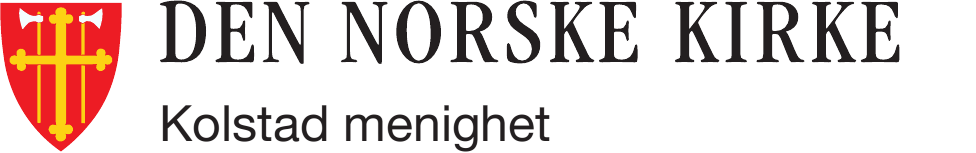 DEN NORSKE KIRKE
Kolstad menighet